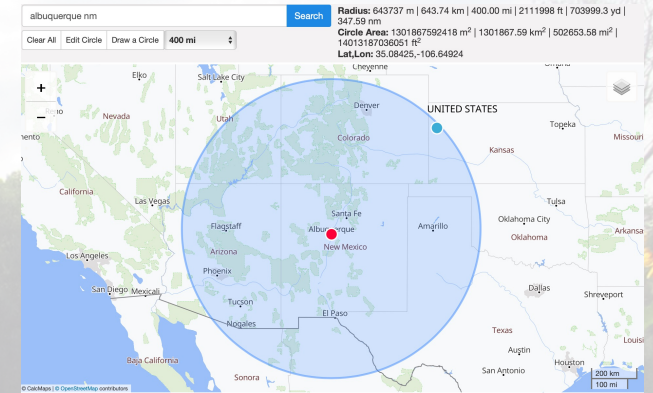 albuquerque nm
Search
Clear All
Edit Circle
Draw a Circle
400 mi
Radius: 643737 m | 643.74 km | 400.00 mi | 2111998 ft | 703999.3 yd |
347.59 nm
Circle Area: 1301867592418 m² | 1301867.59 km² | 502653.58 mi² |
14013187036051 ft²
Lat,Lon: 35.08425,-106.64924
Cheyenne
Omaha
+
Elko
Salt Lake City
−
Reno
Nevada
Utah
Denver
UNITED STATES
Colorado
Topeka
Missouri
Kansas
California
Las Vegas
Santa Fe
Tulsa
Flagstaff
Albuquerque
Amarillo
Oklahoma City
Arkansa
Arizona
New Mexico
Oklahoma
Los Angeles
Phoenix
San Diego
Mexicali
Dallas
Tucson
Shreveport
El Paso
Nogales
Texas
Louisi
Austin
Baja California
Houston
San Antonio
Sonora
200 km
100 mi
© CalcMaps | © OpenStreetMap contributors